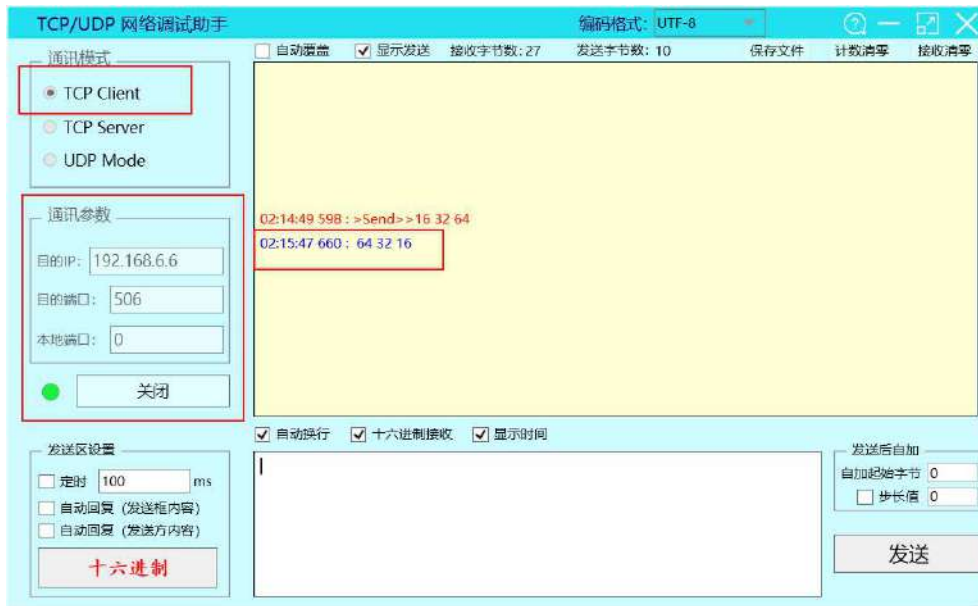 TCP/UDP 网络调试助手
编码格式: UTF-8
通讯模式
TCP Client
TCP Server
UDP Mode
通讯参数
目的IP: 192.168.6.6
目的端口: 506
本地端口: 0
关闭
自动覆盖 显示发送 接收字节数: 27 发送字节数: 10 保存文件 计数清零 接收清零
02:14:49 598 : >Send>>16 32 64
02:15:47 660 : 64 32 16
自动换行 十六进制接收 显示时间
发送区设置
定时 100 ms
自动回复 (发送框内容)
自动回复 (发送方内容)
十六进制
发送后自加
自加起始字节 0
步长值 0
发送